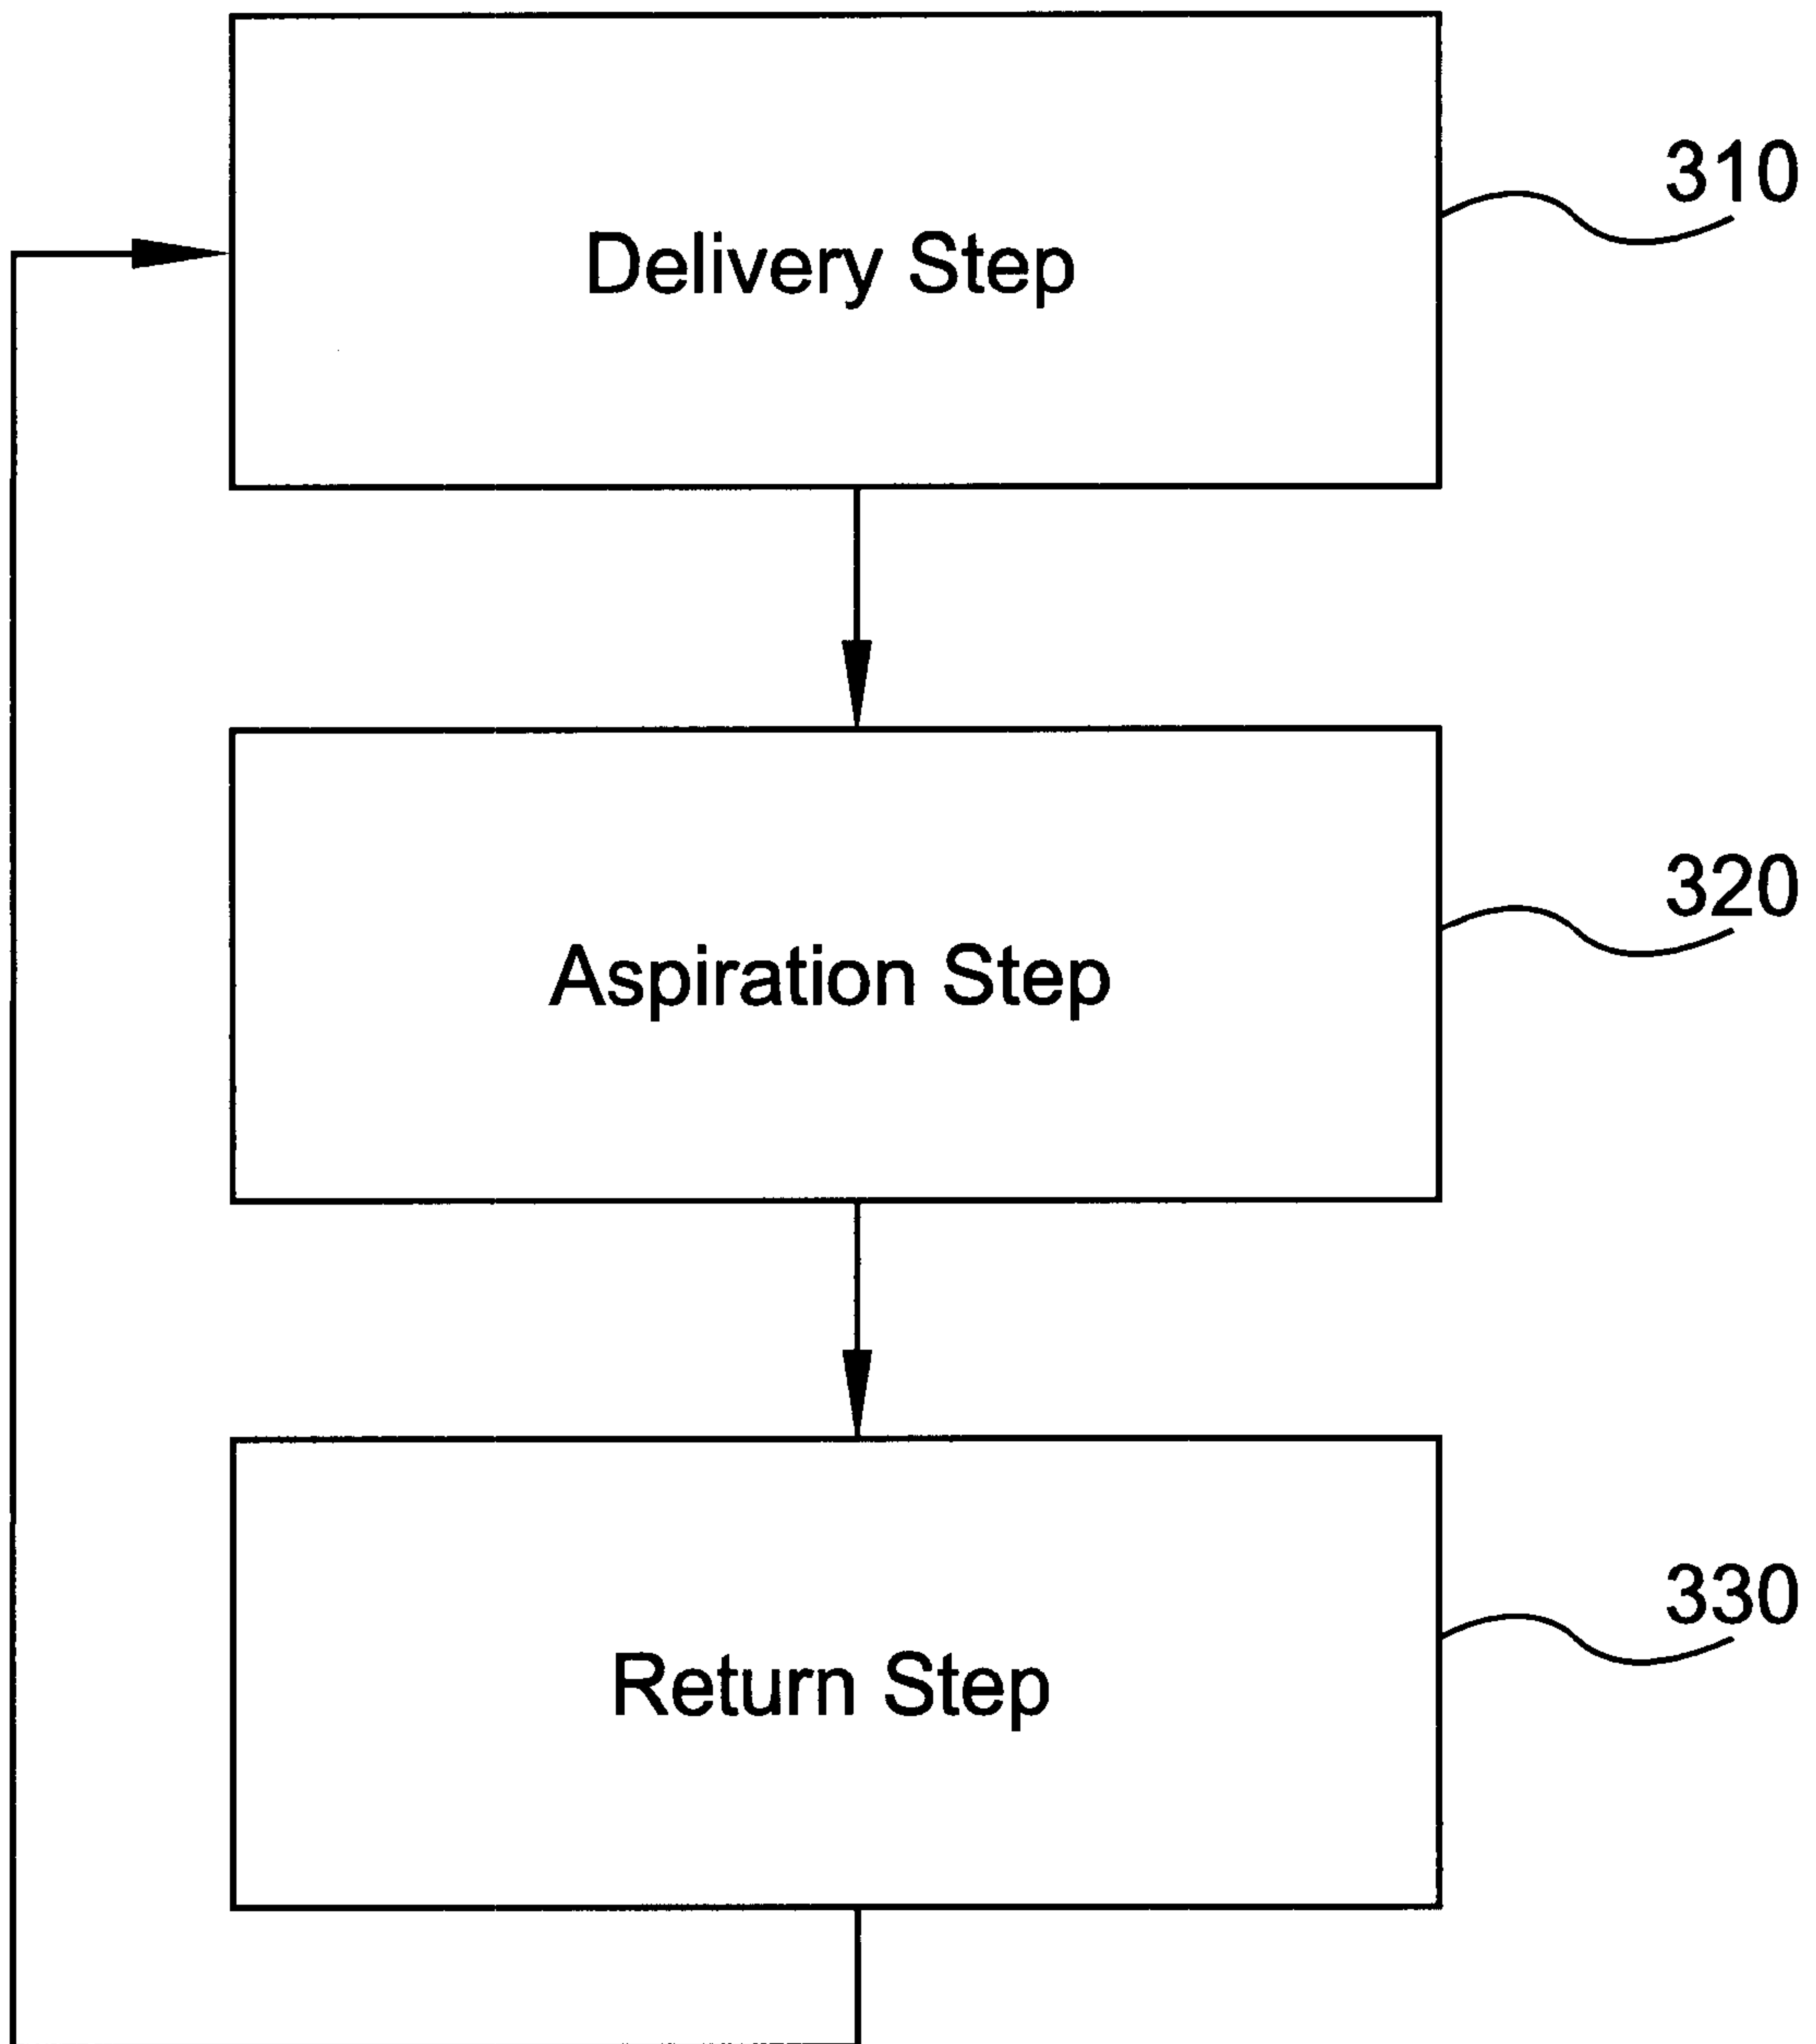 310
Delivery Step
320
Aspiration Step
330
Return Step